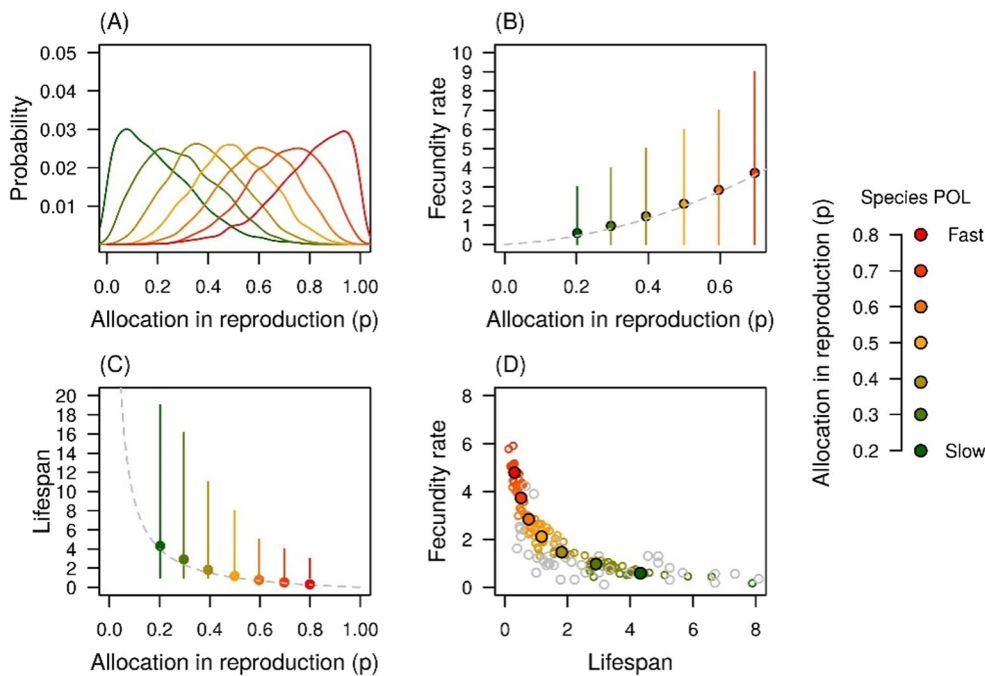 (A)
0.05
0.04
0.03
0.02
0.01
Probability
0.0 0.2 0.4 0.6 0.8 1.00
Allocation in reproduction (p)
(B)
10
9
8
7
6
5
4
3
2
1
0
Fecundity rate
0.0 0.2 0.4 0.6
Allocation in reproduction (p)
(C)
20
18
16
14
12
10
8
6
4
2
0
Lifespan
0.0 0.2 0.4 0.6 0.8 1.00
Allocation in reproduction (p)
(D)
8
6
4
2
0
Fecundity rate
0 2 4 6 8
Lifespan
Species POL
Allocation in reproduction (p)
0.8 Fast
0.7
0.6
0.5
0.4
0.3
0.2 Slow